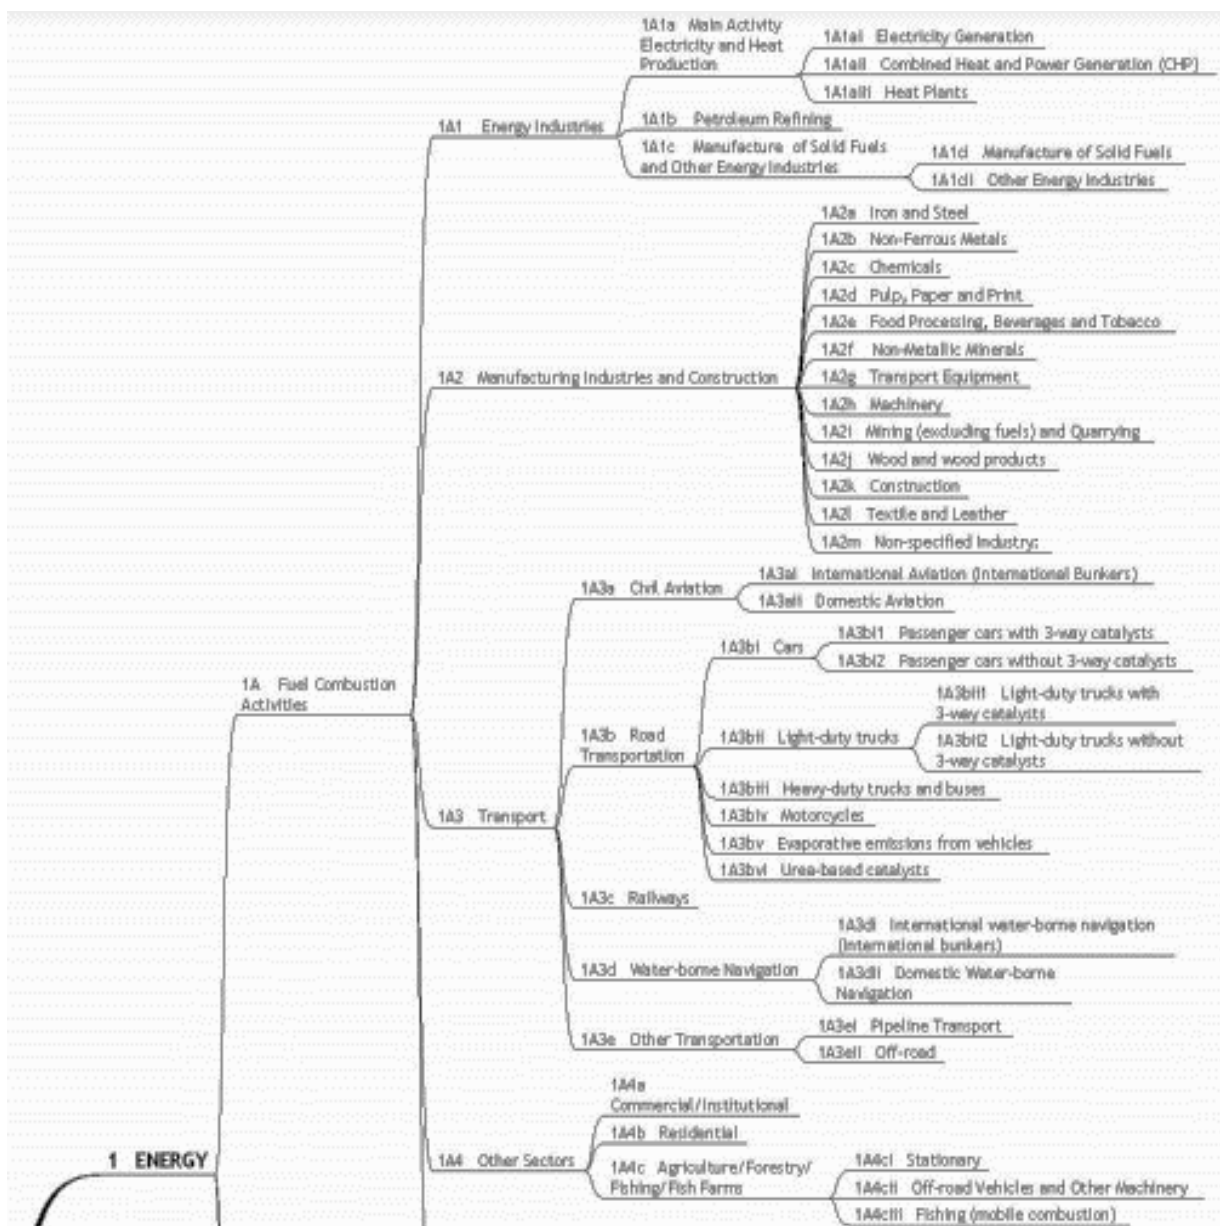 1A1a Main Activity
Electricity and Heat
Production
1A1ai Electricity Generation
1A1aii Combined Heat and Power Generation (CHP)
1A1aiii Heat Plants
1A1 Energy Industries
1A1b Petroleum Refining
1A1c Manufacture of Solid Fuels
and Other Energy Industries
1A1ci Manufacture of Solid Fuels
1A1cii Other Energy Industries
1A2 Manufacturing Industries and Construction
1A2a Iron and Steel
1A2b Non-Ferrous Metals
1A2c Chemicals
1A2d Pulp, Paper and Print
1A2e Food Processing, Beverages and Tobacco
1A2f Non-Metallic Minerals
1A2g Transport Equipment
1A2h Machinery
1A2i Mining (excluding fuels) and Quarrying
1A2j Wood and wood products
1A2k Construction
1A2l Textile and Leather
1A2m Non-specified Industry:
1A Fuel Combustion
Activities
1A3 Transport
1A3a Civil Aviation
1A3ai International Aviation (International Bunkers)
1A3aii Domestic Aviation
1A3b Road
Transportation
1A3bi Cars
1A3bi1 Passenger cars with 3-way catalysts
1A3bi2 Passenger cars without 3-way catalysts
1A3bii Light-duty trucks
1A3bii1 Light-duty trucks with
3-way catalysts
1A3bii2 Light-duty trucks without
3-way catalysts
1A3biii Heavy-duty trucks and buses
1A3biv Motorcycles
1A3bv Evaporative emissions from vehicles
1A3bvi Urea-based catalysts
1A3c Railways
1A3d Water-borne Navigation
1A3di International water-borne navigation
(International bunkers)
1A3dii Domestic Water-borne
Navigation
1A3e Other Transportation
1A3ei Pipeline Transport
1A3eii Off-road
1 ENERGY
1A4 Other Sectors
1A4a
Commercial/Institutional
1A4b Residential
1A4c Agriculture/Forestry/
Fishing/Fish Farms
1A4ci Stationary
1A4cii Off-road Vehicles and Other Machinery
1A4ciii Fishing (mobile combustion)